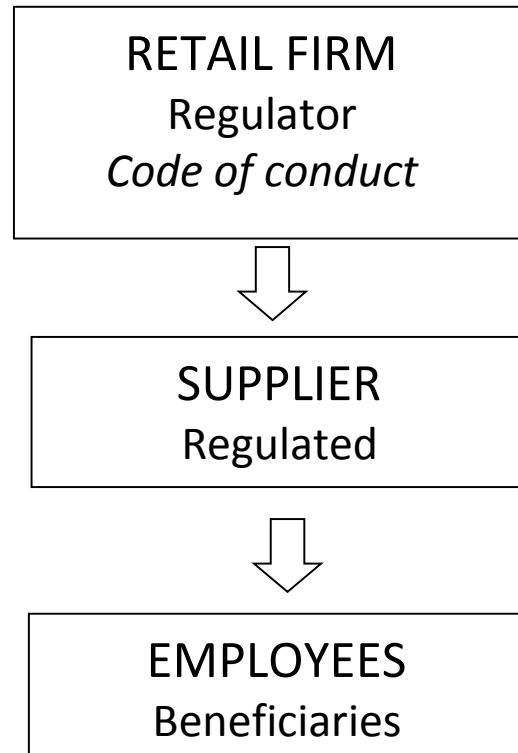 RETAIL FIRM
Regulator
Code of conduct
SUPPLIER
Regulated
EMPLOYEES
Beneficiaries